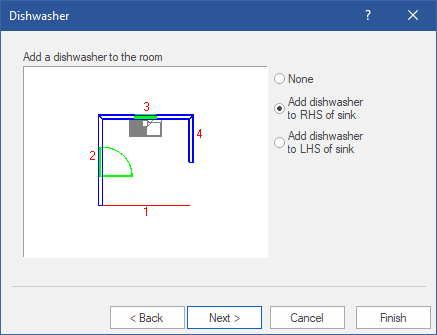 Dishwasher
?
Add a dishwasher to the room
None
Add dishwasher
to RHS of sink
Add dishwasher
to LHS of sink
3
4
2
1
< Back
Next >
Cancel
Finish